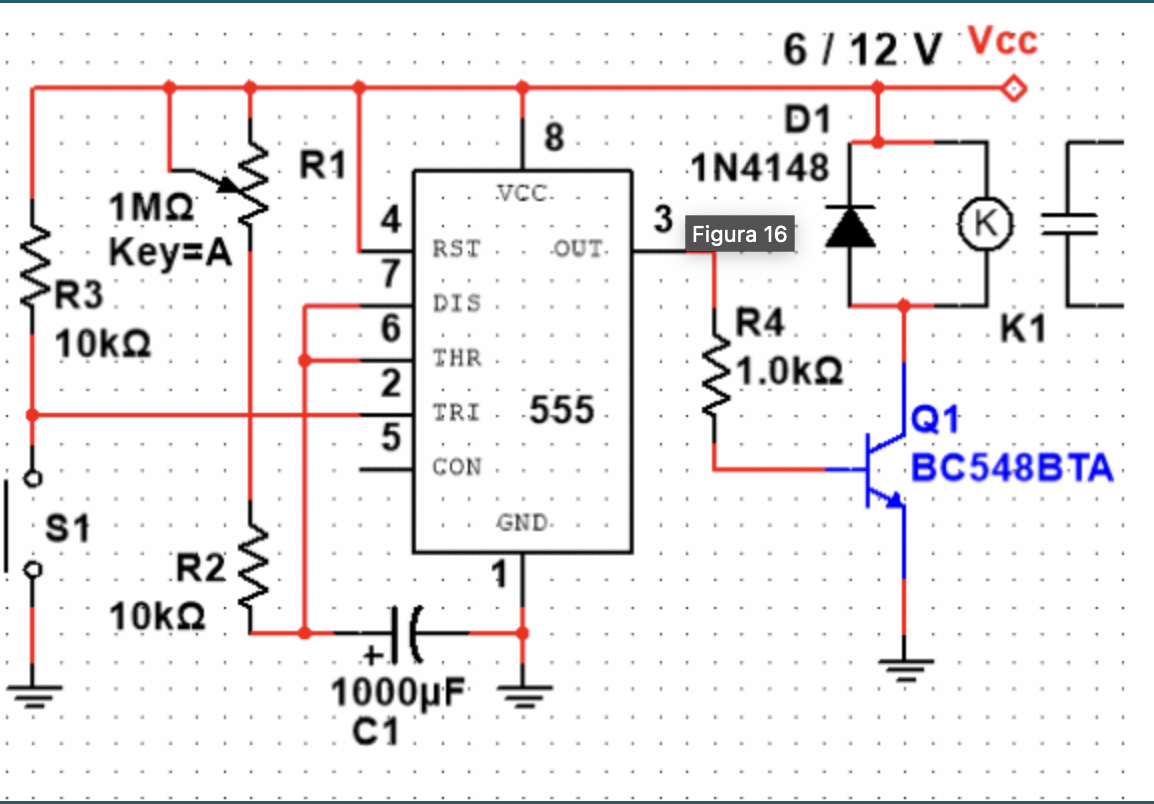 6 / 12 V Vcc
D1
1N4148
8
R1
VCC
1MΩ
Key=A
4
RST
OUT
3
Figura 16
K
7
DIS
R3
10kΩ
6
THR
R4
1.0kΩ
K1
2
TRI
555
5
CON
Q1
BC548BTA
GND
S1
R2
10kΩ
1
+
1000µF
C1